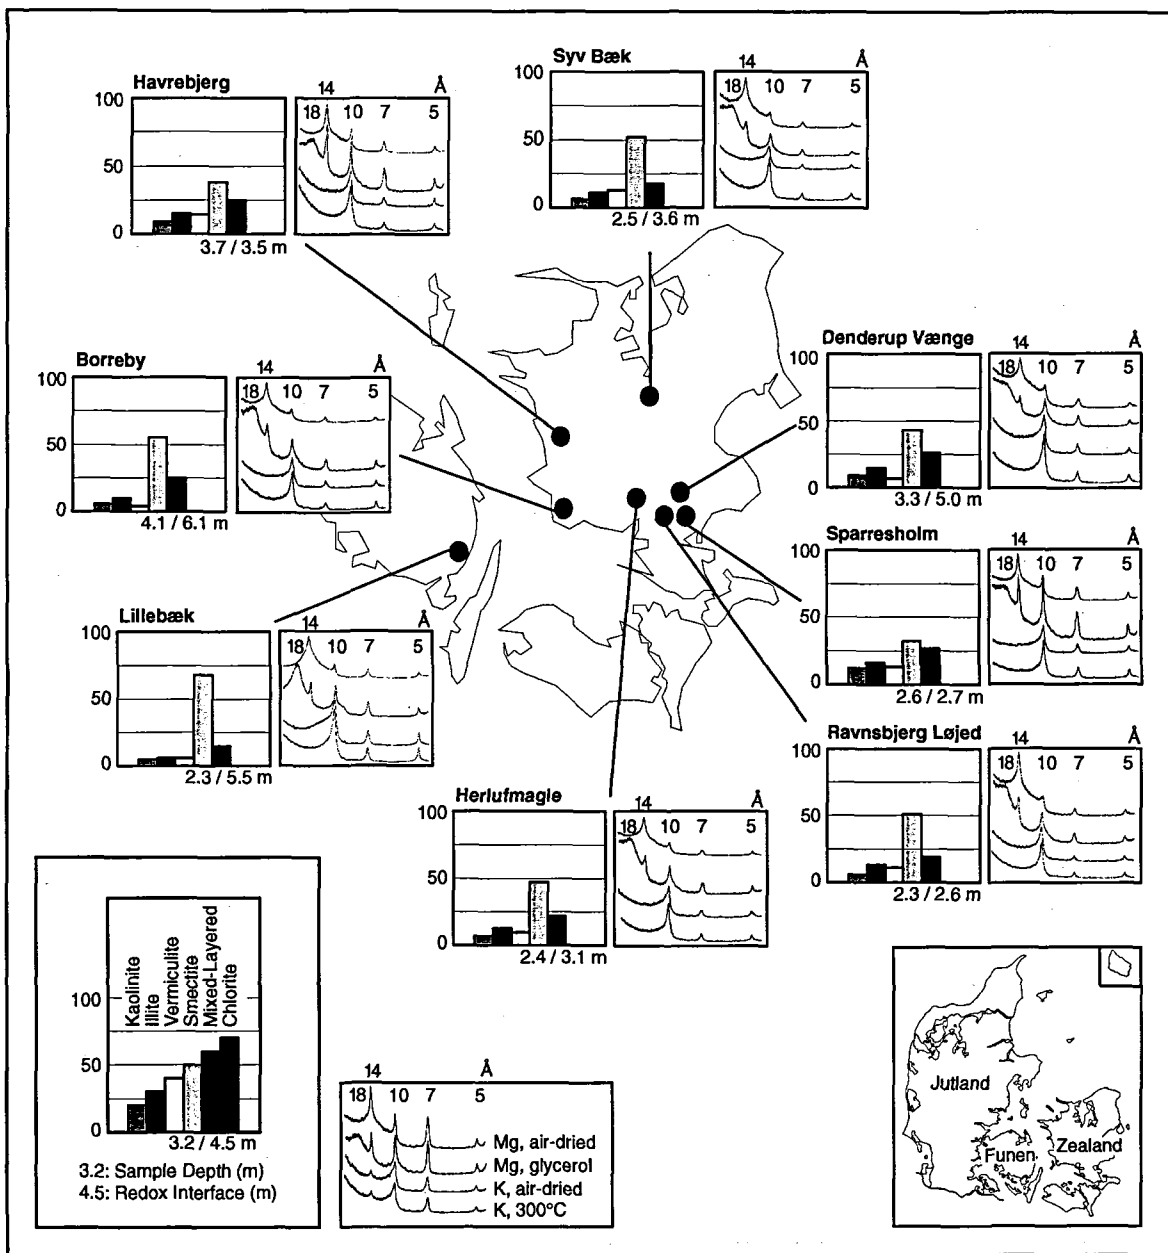 Havrebjerg
100
50
0
3.7 / 3.5 m
14 Å
18 10 7 5
Syv Bæk
100
50
0
2.5 / 3.6 m
14 Å
18 10 7 5
Borreby
100
50
0
4.1 / 6.1 m
14 Å
18 10 7 5
Denderup Vænge
100
50
0
3.3 / 5.0 m
14 Å
18 10 7 5
Sparresholm
100
50
0
2.6 / 2.7 m
14 Å
18 10 7 5
Lillebæk
100
50
0
2.3 / 5.5 m
14 Å
18 10 7 5
Ravnsbjerg Løjed
100
50
0
2.3 / 2.6 m
14 Å
18 10 7 5
Herlufmagle
100
50
0
2.4 / 3.1 m
14 Å
18 10 7 5
Kaolinite
Illite
Vermiculite
Smectite
Mixed-Layered
Chlorite
100
50
0
3.2 / 4.5 m
3.2: Sample Depth (m)
4.5: Redox Interface (m)
14 Å
18 10 7 5
Mg, air-dried
Mg, glycerol
K, air-dried
K, 300°C
Jutland
Funen
Zealand